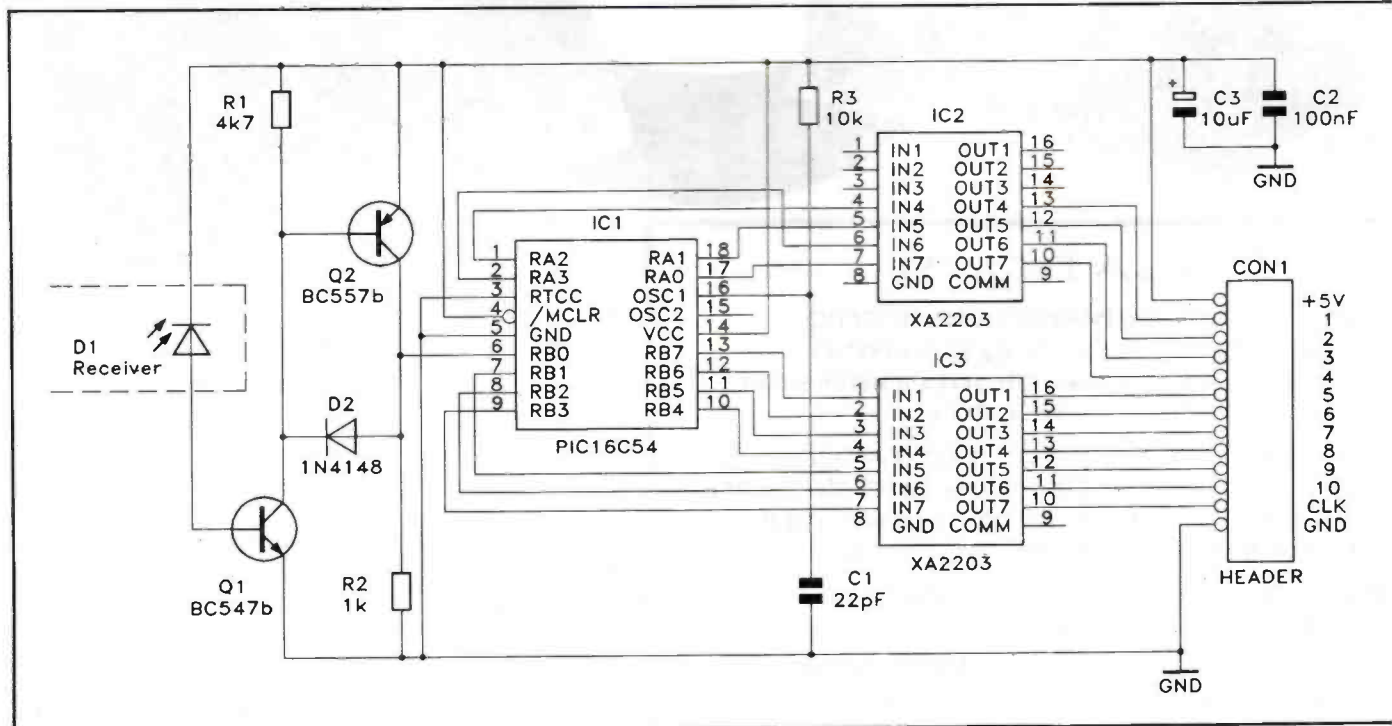 R1
4k7
R3
10k
+
C3
10uF
C2
100nF
GND
IC2
1 IN1 OUT1 16
2 IN2 OUT2 15
3 IN3 OUT3 14
4 IN4 OUT4 13
5 IN5 OUT5 12
6 IN6 OUT6 11
7 IN7 OUT7 10
8 GND COMM 9
XA2203
Q2
BC557b
IC1
1 RA2 RA1 18
2 RA3 RA0 17
3 RTCC OSC1 16
4 /MCLR OSC2 15
5 GND VCC 14
6 RB0 RB7 13
7 RB1 RB6 12
8 RB2 RB5 11
9 RB3 RB4 10
PIC16C54
D1
Receiver
D2
1N4148
IC3
1 IN1 OUT1 16
2 IN2 OUT2 15
3 IN3 OUT3 14
4 IN4 OUT4 13
5 IN5 OUT5 12
6 IN6 OUT6 11
7 IN7 OUT7 10
8 GND COMM 9
XA2203
CON1
+5V
1
2
3
4
5
6
7
8
9
10
CLK
GND
HEADER
Q1
BC547b
R2
1k
C1
22pF
GND